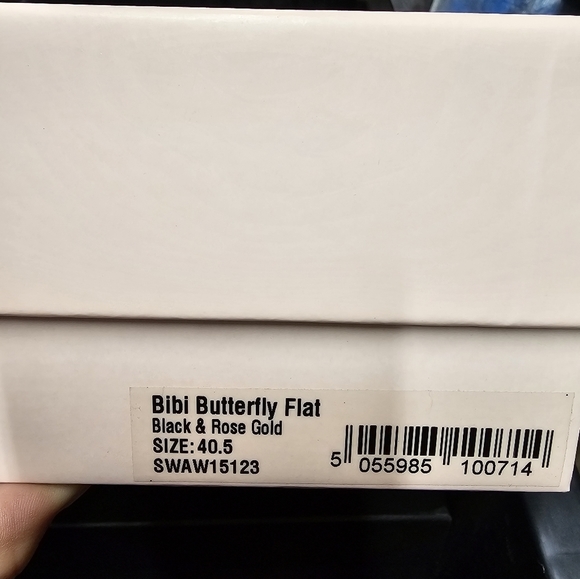 Bibi Butterfly Flat
Black & Rose Gold
SIZE: 40.5
SWAW15123
5 055985 100714